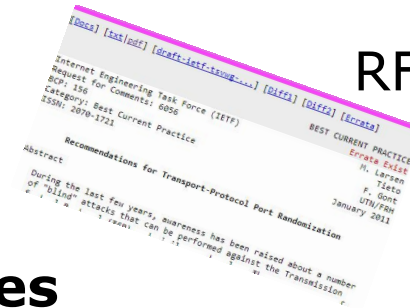 RF
[Docs] [txt|pdf] [draft-ietf-tsvwg-...] [Diff1] [Diff2] [Errata]
BEST CURRENT PRACTICE
Errata Exist
Internet Engineering Task Force (IETF) M. Larsen
Request for Comments: 6056 Tieto
BCP: 156 F. Gont
Category: Best Current Practice UTN/FRH
ISSN: 2070-1721 January 2011
Recommendations for Transport-Protocol Port Randomization
Abstract
During the last few years, awareness has been raised about a number
of "blind" attacks that can be performed against the Transmission
es